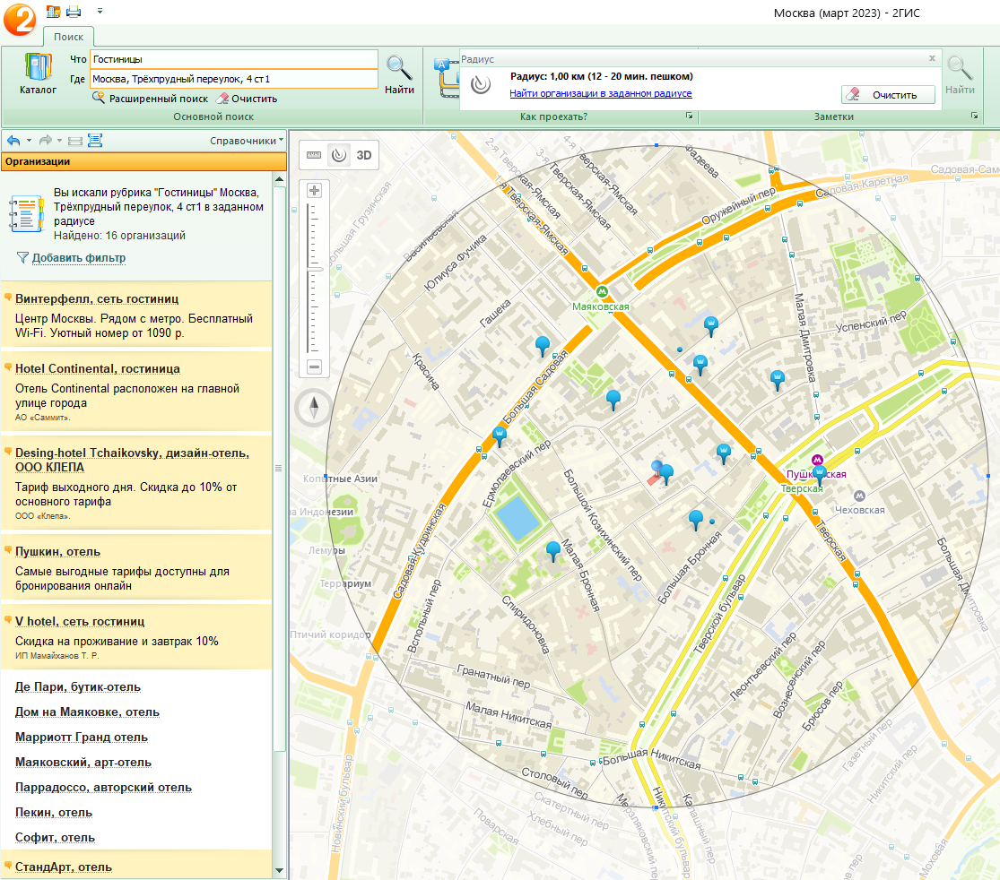 Москва (март 2023) - 2ГИС
2
Поиск
Что
Гостиницы
Где
Москва, Трёхпрудный переулок, 4 ст1
Каталог
Найти
Расширенный поиск
Очистить
Основной поиск
Радиус
x
Радиус: 1,00 км (12 - 20 мин. пешком)
Найти организации в заданном радиусе
Очистить
Найти
Как проехать?
Заметки
Справочники
Организации
Вы искали рубрика "Гостиницы" Москва,
Трёхпрудный переулок, 4 ст1 в заданном
радиусе
Найдено: 16 организаций
Добавить фильтр
Винтерфелл, сеть гостиниц
Центр Москвы. Рядом с метро. Бесплатный
Wi-Fi. Уютный номер от 1090 р.
Hotel Continental, гостиница
Отель Continental расположен на главной
улице города
АО «Саммит».
Desing-hotel Tchaikovsky, дизайн-отель,
ООО КЛЕПА
Тариф выходного дня. Скидка до 10% от
основного тарифа
ООО «Клепа».
Пушкин, отель
Самые выгодные тарифы доступны для
бронирования онлайн
V hotel, сеть гостиниц
Скидка на проживание и завтрак 10%
ИП Мамайханов Т. Р.
Де Пари, бутик-отель
Дом на Маяковке, отель
Марриотт Гранд отель
Маяковский, арт-отель
Паррадоссо, авторский отель
Пекин, отель
Софит, отель
СтандАрт, отель
3D
2-я Тверская-Ямская
3-я Тверская-Ямская
4-я Тверская-Ямская
1-я Тверская-Ямская
Фадеева
Оружейный пер
Садовая-Каретная
Садовая-Само
Большая Грузинская
Васильевская
Юлиуса Фучика
Гашека
Маяковская
Малая Дмитровка
Успенский пер
Красина
Большая Садовая
Ермолаевский пер
Большой Козихинский пер
Пушкинская
Тверская
Чеховская
Копытные Азии
на Индонезии
Лемуры
Террариум
Птичий коридор
Садовая-Кудринская
Малая Бронная
Большая Бронная
Тверская
Большая Дмитровка
Вспольный пер
Спиридоновка
Тверской бульвар
Гранатный пер
Леонтьевский пер
Вознесенский пер
Брюсов пер
Малая Никитская
Большая Никитская
Газетный пер
Никитский пер
Столовый пер
Скатертный пер
Хлебный пер
Поварская
Мерзляковский пер
Никитский бульвар
Калашный пер
Новинский бульвар
Моховая